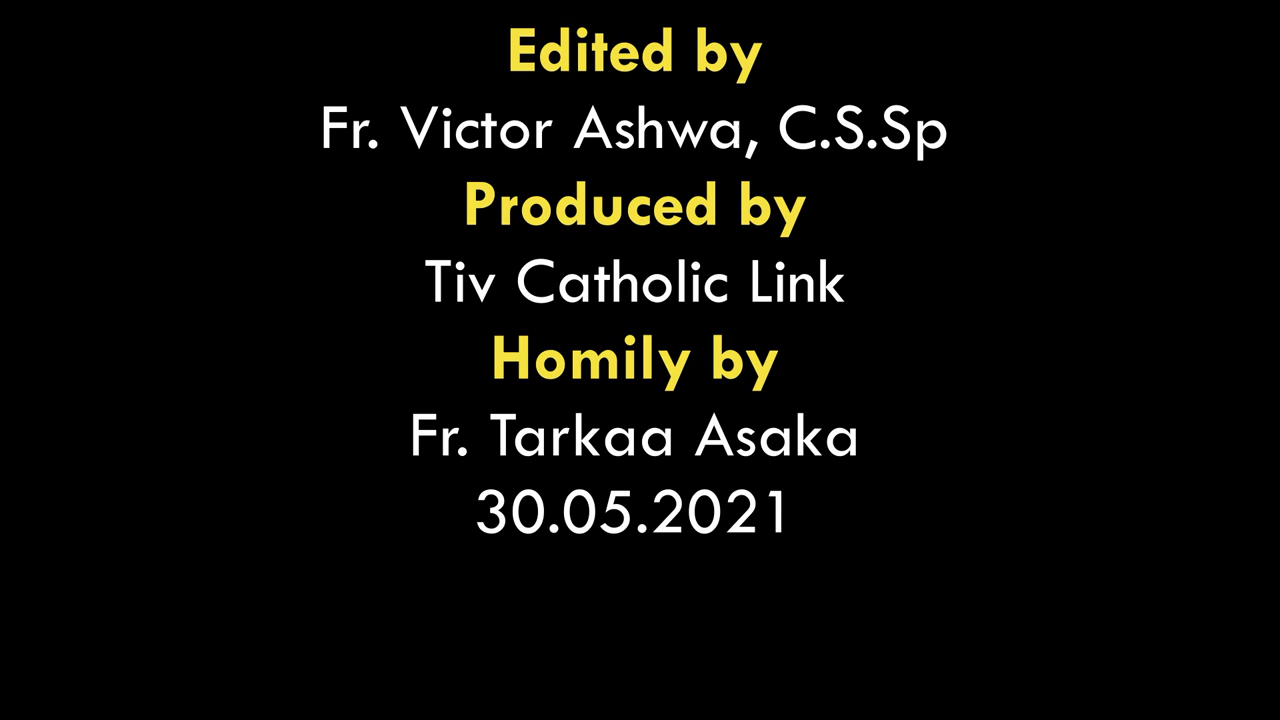 Edited by
Fr. Victor Ashwa, C.S.Sp
Produced by
Tiv Catholic Link
Homily by
Fr. Tarkaa Asaka
30.05.2021